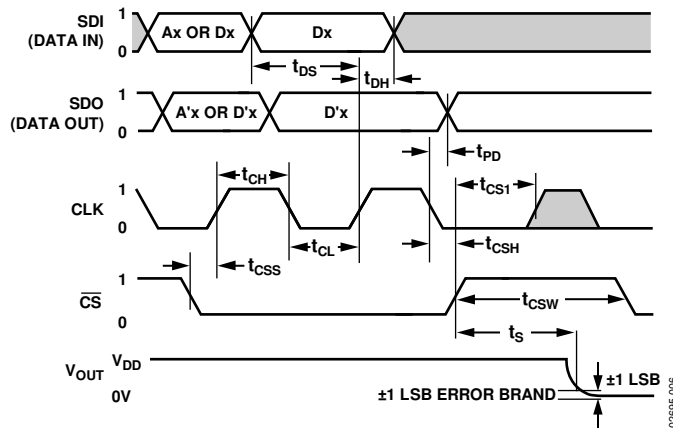 SDI
(DATA IN)
1
0
Ax OR Dx
Dx
tDS
tDH
SDO
(DATA OUT)
1
0
A'x OR D'x
D'x
tPD
tCH
tCS1
CLK
1
0
tCL
tCSH
tCSS
CS
1
0
tCSW
tS
VOUT
VDD
0V
±1 LSB
±1 LSB ERROR BRAND
02695-006